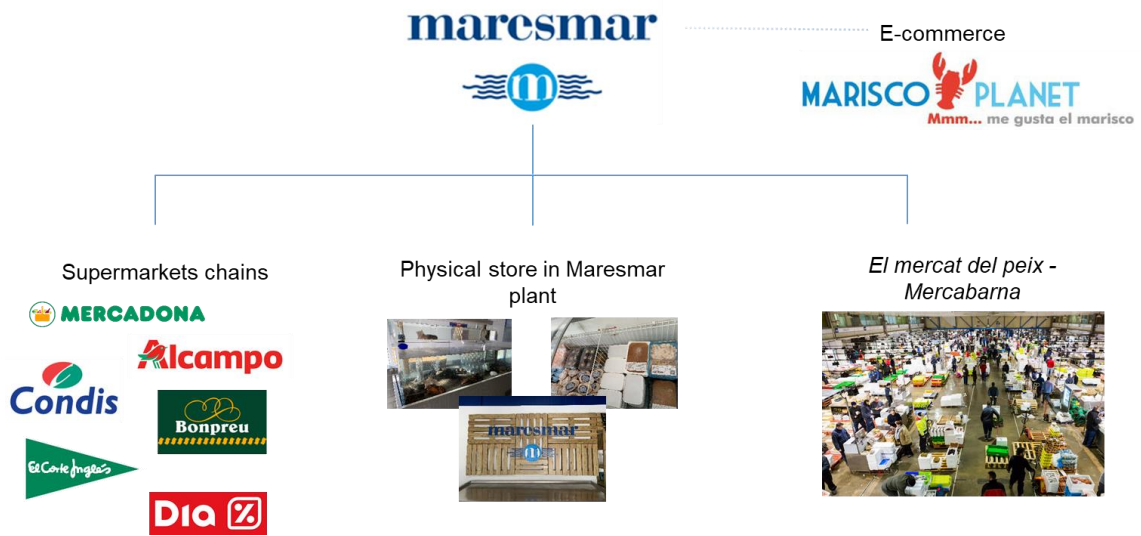 maresmar
m
E-commerce
MARISCO PLANET
Mmm... me gusta el marisco
Supermarkets chains
MERCADONA
Alcampo
Condis
Bonpreu
El Corte Inglés
Dia %
Physical store in Maresmar
plant
maresmar
m
El mercat del peix -
Mercabarna